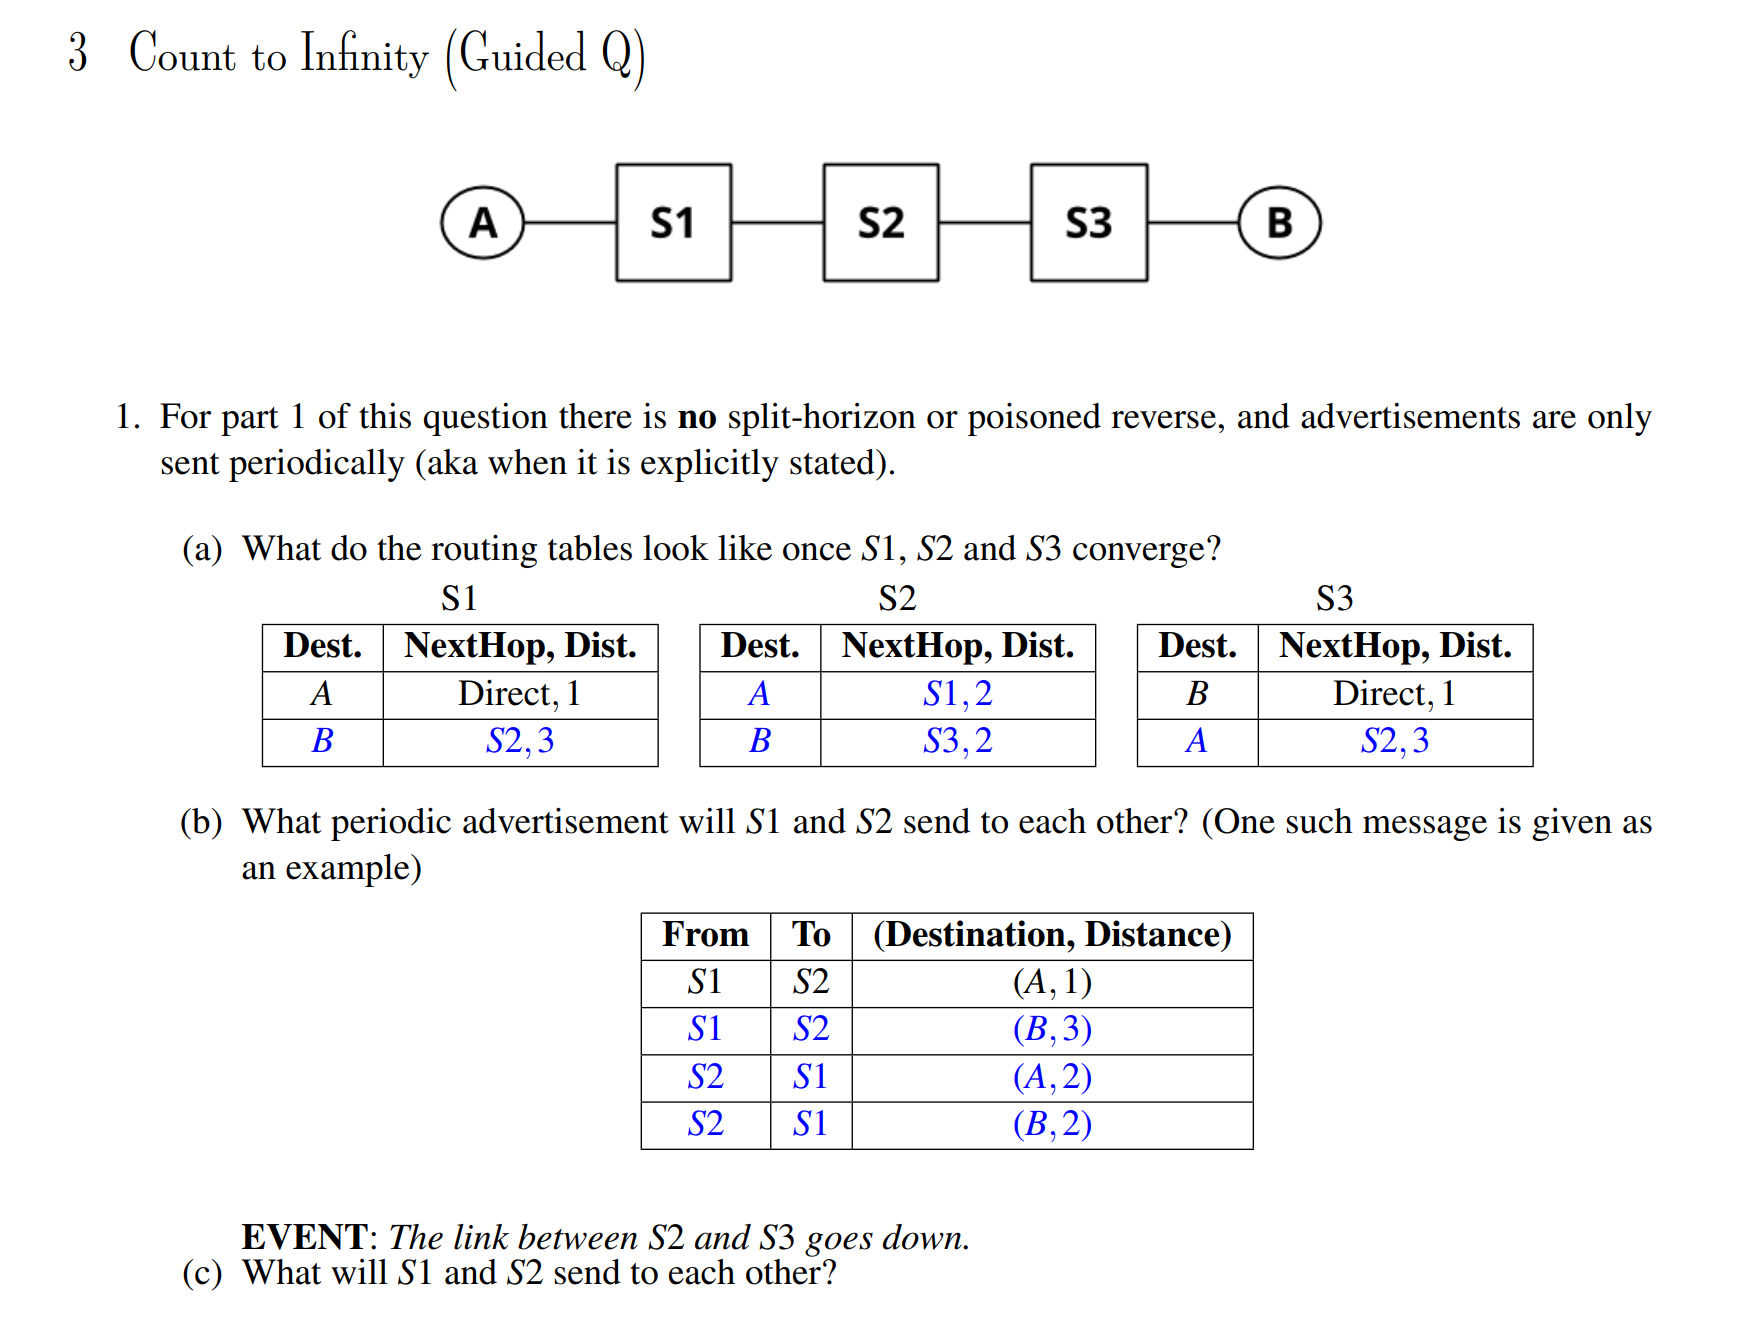 3 Count to Infinity (Guided Q)
A S1 S2 S3 B
1. For part 1 of this question there is no split-horizon or poisoned reverse, and advertisements are only
sent periodically (aka when it is explicitly stated).
(a) What do the routing tables look like once S1, S2 and S3 converge?
S1 S2 S3
Dest. NextHop, Dist. Dest. NextHop, Dist. Dest. NextHop, Dist.
A Direct, 1 A S1, 2 B Direct, 1
B S2, 3 B S3, 2 A S2, 3
(b) What periodic advertisement will S1 and S2 send to each other? (One such message is given as
an example)
From To (Destination, Distance)
S1 S2 (A, 1)
S1 S2 (B, 3)
S2 S1 (A, 2)
S2 S1 (B, 2)
EVENT: The link between S2 and S3 goes down.
(c) What will S1 and S2 send to each other?